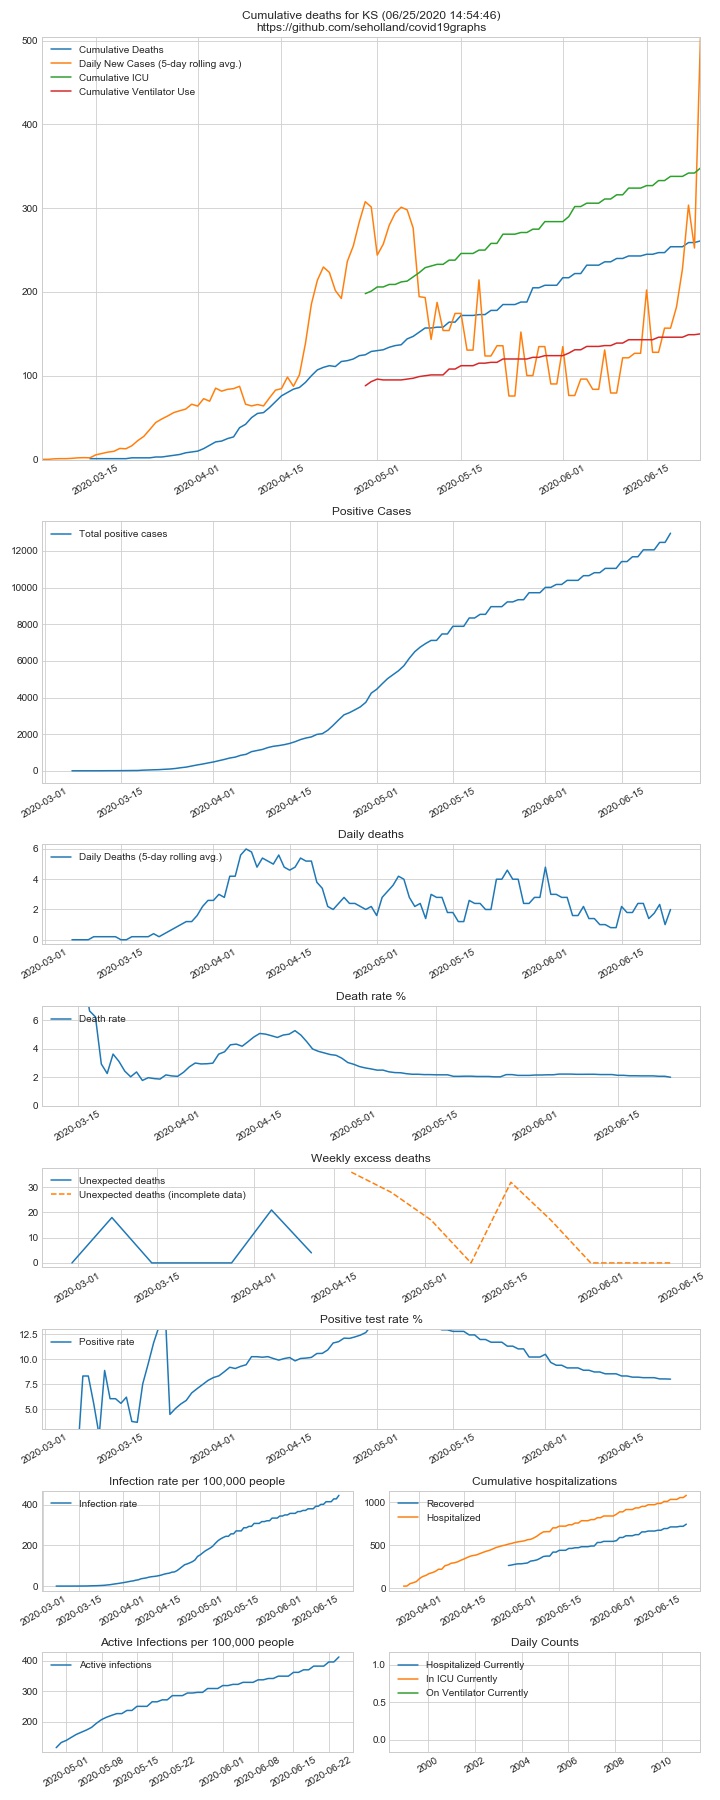 Cumulative deaths for KS (06/25/2020 14:54:46)
https://github.com/seholland/covid19graphs
Cumulative Deaths
Daily New Cases (5-day rolling avg.)
Cumulative ICU
Cumulative Ventilator Use
500
400
300
200
100
0
2020-03-15 2020-04-01 2020-04-15 2020-05-01 2020-05-15 2020-06-01 2020-06-15
Positive Cases
Total positive cases
12000
10000
8000
6000
4000
2000
0
2020-03-01 2020-03-15 2020-04-01 2020-04-15 2020-05-01 2020-05-15 2020-06-01 2020-06-15
Daily deaths
Daily Deaths (5-day rolling avg.)
6
4
2
0
2020-03-01 2020-03-15 2020-04-01 2020-04-15 2020-05-01 2020-05-15 2020-06-01 2020-06-15
Death rate %
Death rate
6
4
2
0
2020-03-15 2020-04-01 2020-04-15 2020-05-01 2020-05-15 2020-06-01 2020-06-15
Weekly excess deaths
Unexpected deaths
Unexpected deaths (incomplete data)
30
20
10
0
2020-03-01 2020-03-15 2020-04-01 2020-04-15 2020-05-01 2020-05-15 2020-06-01 2020-06-15
Positive test rate %
Positive rate
12.5
10.0
7.5
5.0
2020-03-01 2020-03-15 2020-04-01 2020-04-15 2020-05-01 2020-05-15 2020-06-01 2020-06-15
Infection rate per 100,000 people
Infection rate
400
200
0
2020-03-01 2020-03-15 2020-04-01 2020-04-15 2020-05-01 2020-05-15 2020-06-01 2020-06-15
Cumulative hospitalizations
Recovered
Hospitalized
1000
500
0
2020-04-01 2020-04-15 2020-05-01 2020-05-15 2020-06-01 2020-06-15
Active Infections per 100,000 people
Active infections
400
300
200
2020-05-01 2020-05-08 2020-05-15 2020-05-22 2020-06-01 2020-06-08 2020-06-15 2020-06-22
Daily Counts
Hospitalized Currently
In ICU Currently
On Ventilator Currently
1.0
0.5
0.0
2000 2002 2004 2006 2008 2010